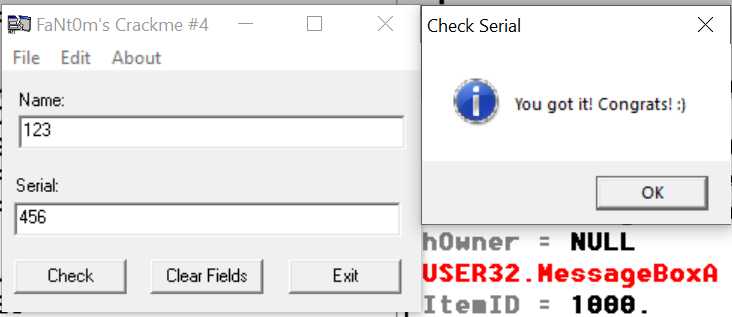 FaNt0m's Crackme #4
File Edit About
Name:
123
Serial:
456
Check Clear Fields Exit
Check Serial
You got it! Congrats! :)
OK
hOwner = NULL
USER32.MessageBoxA
ItemID = 1000.